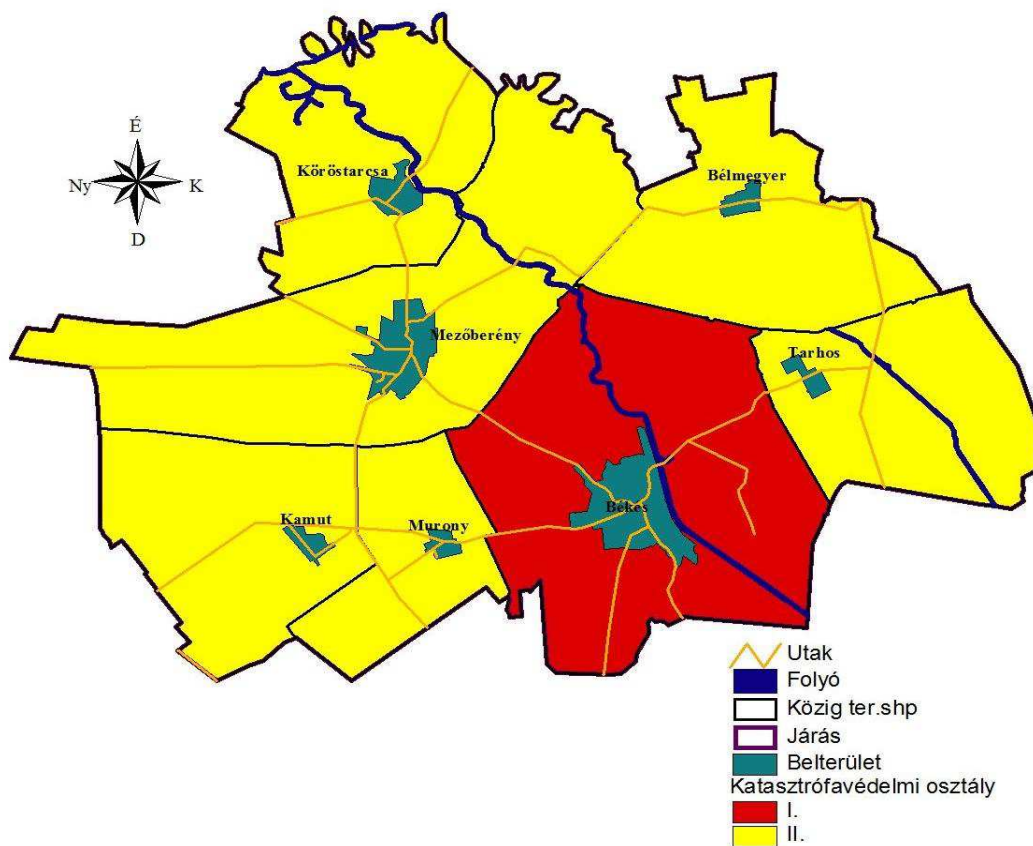 É
Ny
K
D
Köröstarcsa
Bélmegyer
Mezőberény
Tarhos
Békés
Kamut
Murony
Utak
Folyó
Közig ter.shp
Járás
Belterület
Katasztrófavédelmi osztály
I.
II.